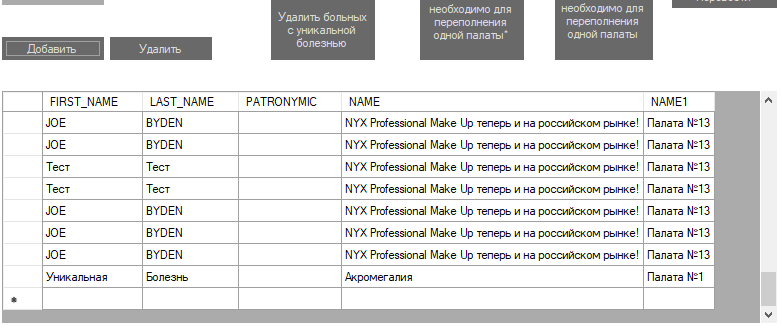 Удалить больных
с уникальной
болезнью
необходимо для
переполнения
одной палаты*
необходимо для
переполнения
одной палаты
Добавить
Удалить
FIRST_NAME LAST_NAME PATRONYMIC NAME NAME1
JOE BYDEN NYX Professional Make Up теперь и на российском рынке! Палата №13
JOE BYDEN NYX Professional Make Up теперь и на российском рынке! Палата №13
Тест Тест NYX Professional Make Up теперь и на российском рынке! Палата №13
Тест Тест NYX Professional Make Up теперь и на российском рынке! Палата №13
JOE BYDEN NYX Professional Make Up теперь и на российском рынке! Палата №13
JOE BYDEN NYX Professional Make Up теперь и на российском рынке! Палата №13
JOE BYDEN NYX Professional Make Up теперь и на российском рынке! Палата №13
Уникальная Болезнь Акромегалия Палата №1